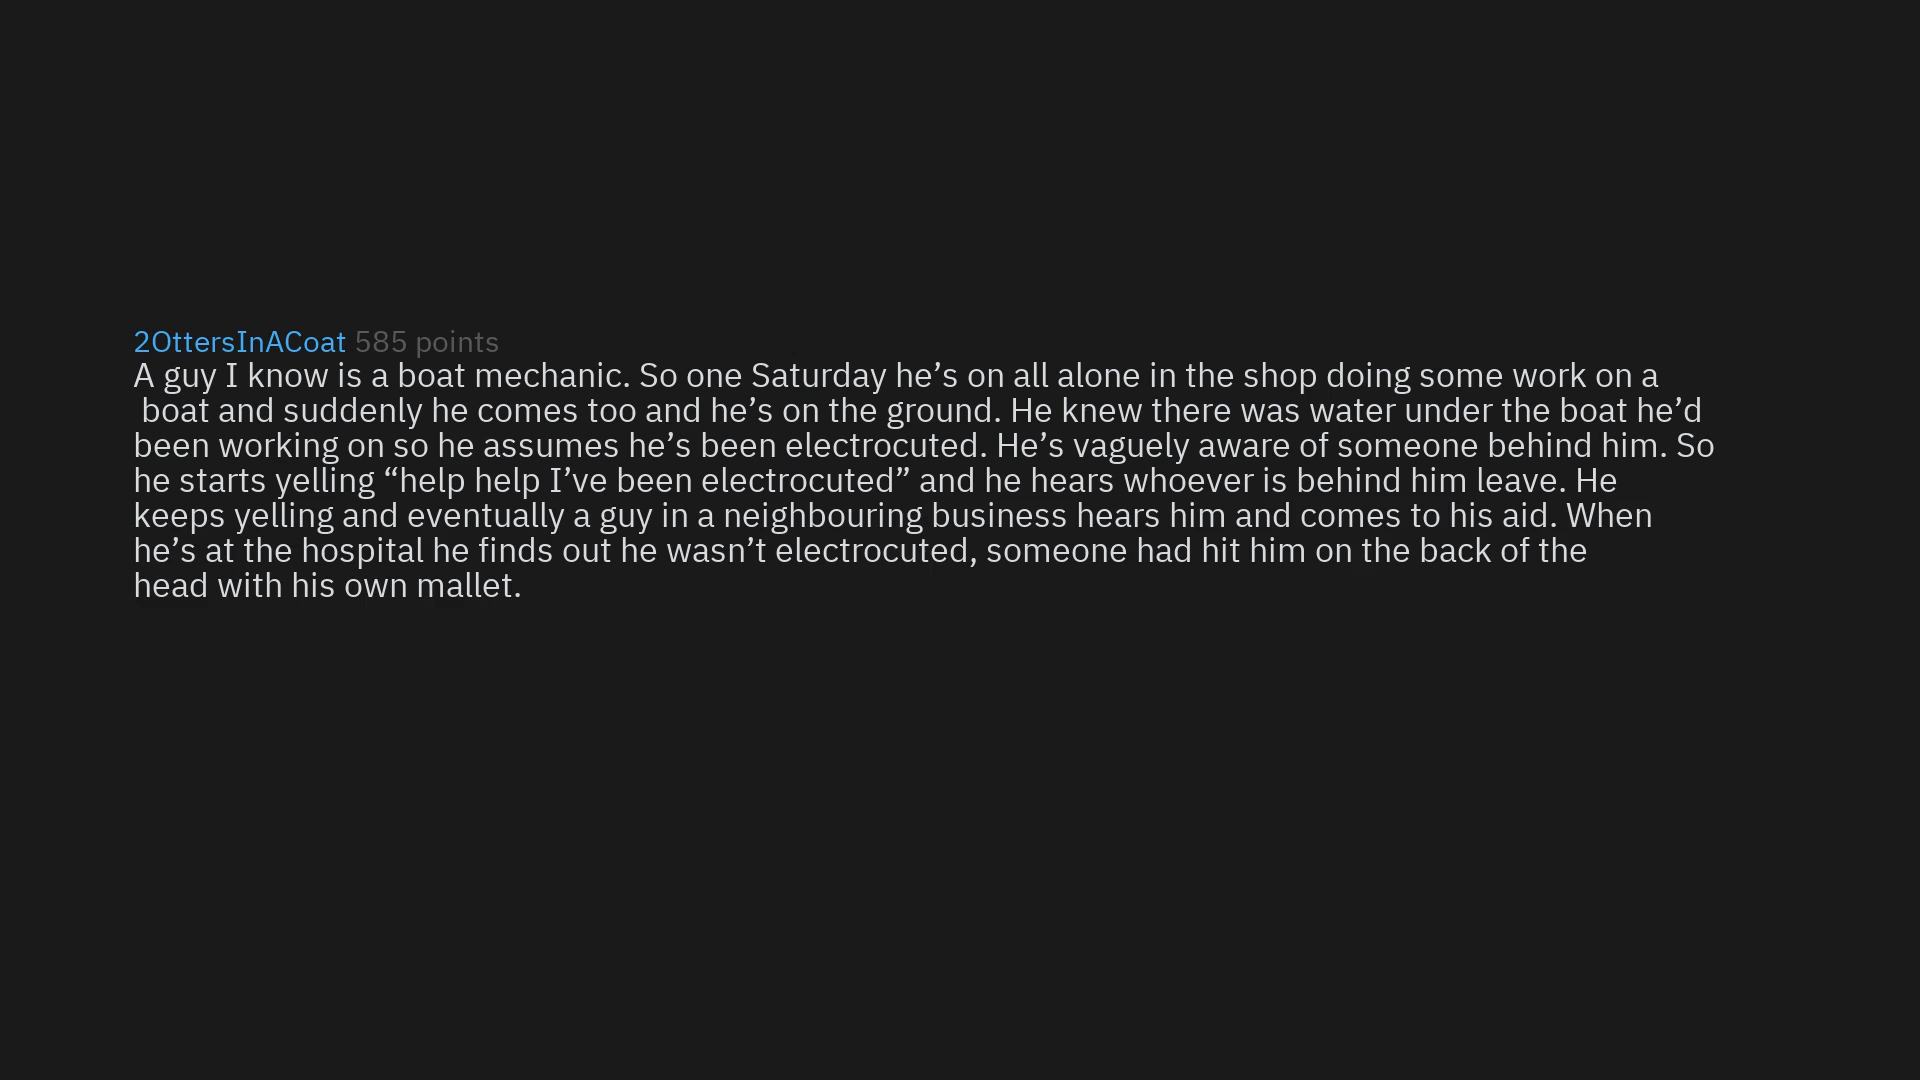 2OttersInACoat 585 points
A guy I know is a boat mechanic. So one Saturday he’s on all alone in the shop doing some work on a
boat and suddenly he comes too and he’s on the ground. He knew there was water under the boat he’d
been working on so he assumes he’s been electrocuted. He’s vaguely aware of someone behind him. So
he starts yelling “help help I’ve been electrocuted” and he hears whoever is behind him leave. He
keeps yelling and eventually a guy in a neighbouring business hears him and comes to his aid. When
he’s at the hospital he finds out he wasn’t electrocuted, someone had hit him on the back of the
head with his own mallet.